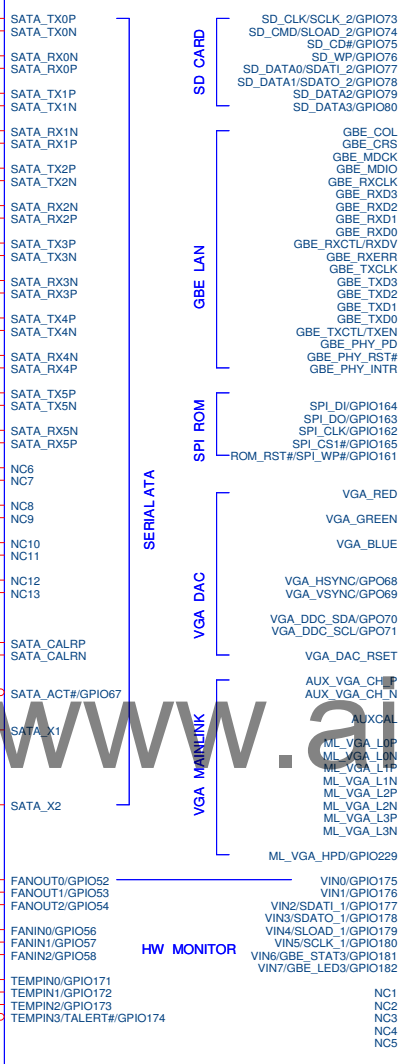 SATA_TX0P
SATA_TX0N
SATA_RX0N
SATA_RX0P
SATA_TX1P
SATA_TX1N
SATA_RX1N
SATA_RX1P
SATA_TX2P
SATA_TX2N
SATA_RX2N
SATA_RX2P
SATA_TX3P
SATA_TX3N
SATA_RX3N
SATA_RX3P
SATA_TX4P
SATA_TX4N
SATA_RX4N
SATA_RX4P
SATA_TX5P
SATA_TX5N
SATA_RX5N
SATA_RX5P
NC6
NC7
NC8
NC9
NC10
NC11
NC12
NC13
SATA_CALRP
SATA_CALRN
SATA_ACT#/GPIO67
SATA_X1
SATA_X2
SERIAL ATA
FANOUT0/GPIO52
FANOUT1/GPIO53
FANOUT2/GPIO54
FANIN0/GPIO56
FANIN1/GPIO57
FANIN2/GPIO58
TEMPIN0/GPIO171
TEMPIN1/GPIO172
TEMPIN2/GPIO173
TEMPIN3/TALERT#/GPIO174
HW MONITOR
SD CARD
SD_CLK/SCLK_2/GPIO73
SD_CMD/SLOAD_2/GPIO74
SD_CD#/GPIO75
SD_WP/GPIO76
SD_DATA0/SDATI_2/GPIO77
SD_DATA1/SDATO_2/GPIO78
SD_DATA2/GPIO79
SD_DATA3/GPIO80
GBE LAN
GBE_COL
GBE_CRS
GBE_MDCK
GBE_MDIO
GBE_RXCLK
GBE_RXD3
GBE_RXD2
GBE_RXD1
GBE_RXD0
GBE_RXCTL/RXDV
GBE_RXERR
GBE_TXCLK
GBE_TXD3
GBE_TXD2
GBE_TXD1
GBE_TXD0
GBE_TXCTL/TXEN
GBE_PHY_PD
GBE_PHY_RST#
GBE_PHY_INTR
SPI ROM
SPI_DI/GPIO164
SPI_DO/GPIO163
SPI_CLK/GPIO162
SPI_CS1#/GPIO165
ROM_RST#/SPI_WP#/GPIO161
VGA DAC
VGA_RED
VGA_GREEN
VGA_BLUE
VGA_HSYNC/GPO68
VGA_VSYNC/GPO69
VGA_DDC_SDA/GPO70
VGA_DDC_SCL/GPO71
VGA_DAC_RSET
VGA MAINLINK
AUX_VGA_CH_P
AUX_VGA_CH_N
AUXCAL
ML_VGA_L0P
ML_VGA_L0N
ML_VGA_L1P
ML_VGA_L1N
ML_VGA_L2P
ML_VGA_L2N
ML_VGA_L3P
ML_VGA_L3N
ML_VGA_HPD/GPIO229
VIN0/GPIO175
VIN1/GPIO176
VIN2/SDATI_1/GPIO177
VIN3/SDATO_1/GPIO178
VIN4/SLOAD_1/GPIO179
VIN5/SCLK_1/GPIO180
VIN6/GBE_STAT3/GPIO181
VIN7/GBE_LED3/GPIO182
NC1
NC2
NC3
NC4
NC5
www.ai